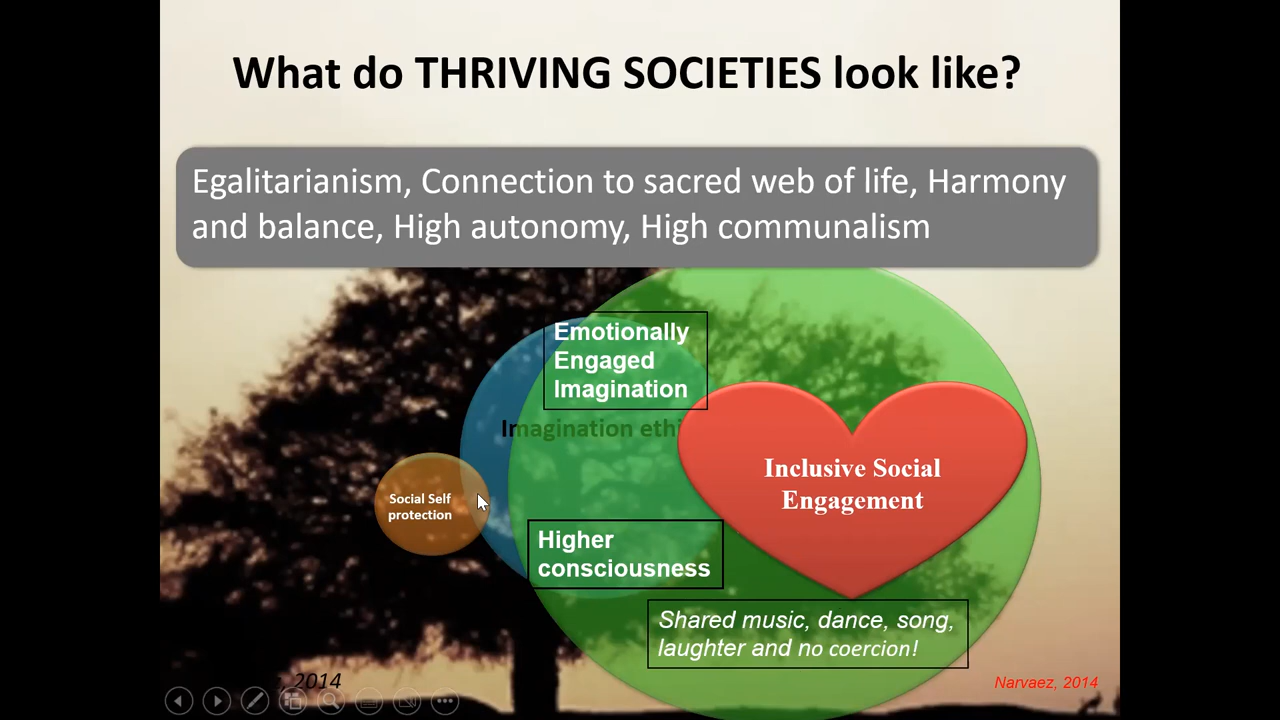 What do THRIVING SOCIETIES look like?
Egalitarianism, Connection to sacred web of life, Harmony
and balance, High autonomy, High communalism
Emotionally
Engaged
Imagination
Imagination ethi
Inclusive Social
Engagement
Social Self
protection
Higher
consciousness
Shared music, dance, song,
laughter and no coercion!
, 2014
Narvaez, 2014